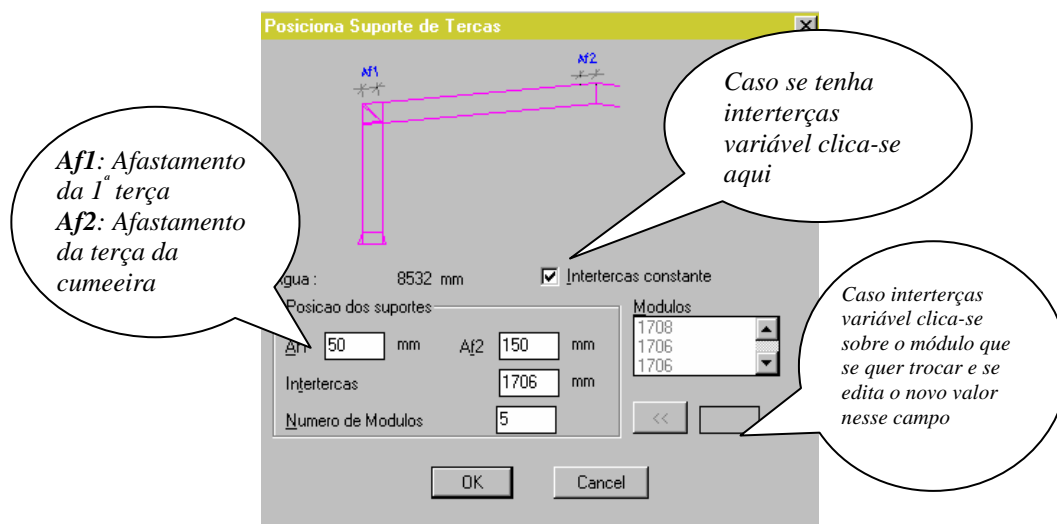 Posiciona Suporte de Tercas
Af1
Af2
Caso se tenha
interterças
variável clica-se
aqui
Af1: Afastamento
da 1ª terça
Af2: Afastamento
da terça da
cumeeira
gua : 8532 mm
Intertercas constante
Posicao dos suportes
Modulos
1708
1706
1706
Af1 50 mm Af2 150 mm
Intertercas 1706 mm
Numero de Modulos 5
<<
Caso interterças
variável clica-se
sobre o módulo que
se quer trocar e se
edita o novo valor
nesse campo
OK
Cancel